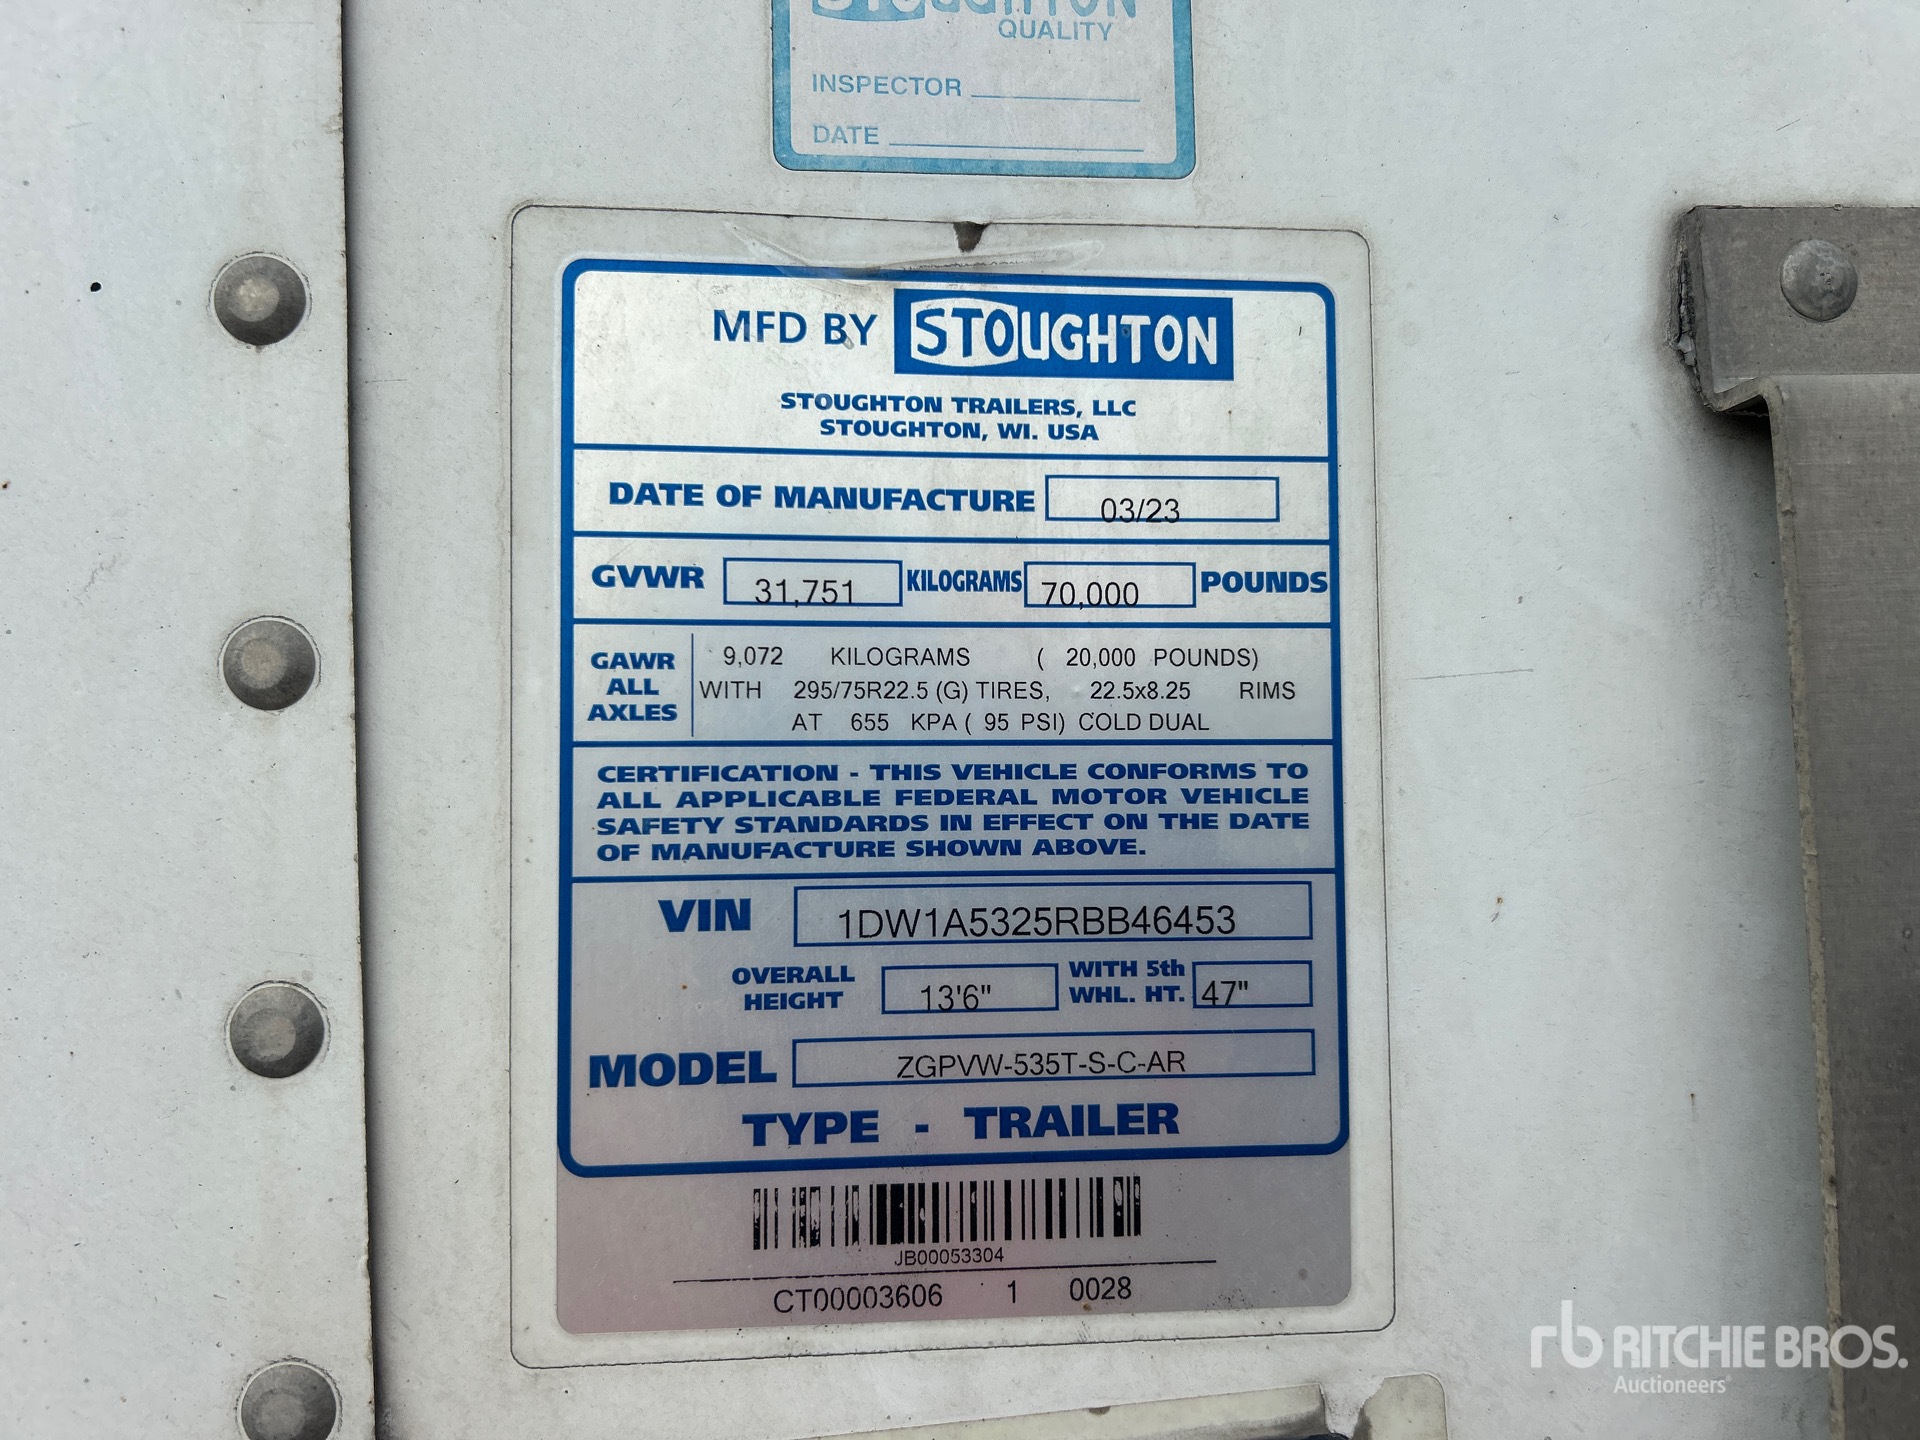 STOUGHTON
QUALITY
INSPECTOR
DATE
MFD BY STOUGHTON
STOUGHTON TRAILERS, LLC
STOUGHTON, WI. USA
DATE OF MANUFACTURE 03/23
GVWR 31,751 KILOGRAMS 70,000 POUNDS
GAWR ALL AXLES
9,072 KILOGRAMS ( 20,000 POUNDS)
WITH 295/75R22.5 (G) TIRES, 22.5x8.25 RIMS
AT 655 KPA ( 95 PSI) COLD DUAL
CERTIFICATION - THIS VEHICLE CONFORMS TO
ALL APPLICABLE FEDERAL MOTOR VEHICLE
SAFETY STANDARDS IN EFFECT ON THE DATE
OF MANUFACTURE SHOWN ABOVE.
VIN 1DW1A5325RBB46453
OVERALL HEIGHT 13'6" WITH 5th WHL. HT. 47"
MODEL ZGPVW-535T-S-C-AR
TYPE - TRAILER
JB00053304
CT00003606 1 0028
rb RITCHIE BROS.
Auctioneers